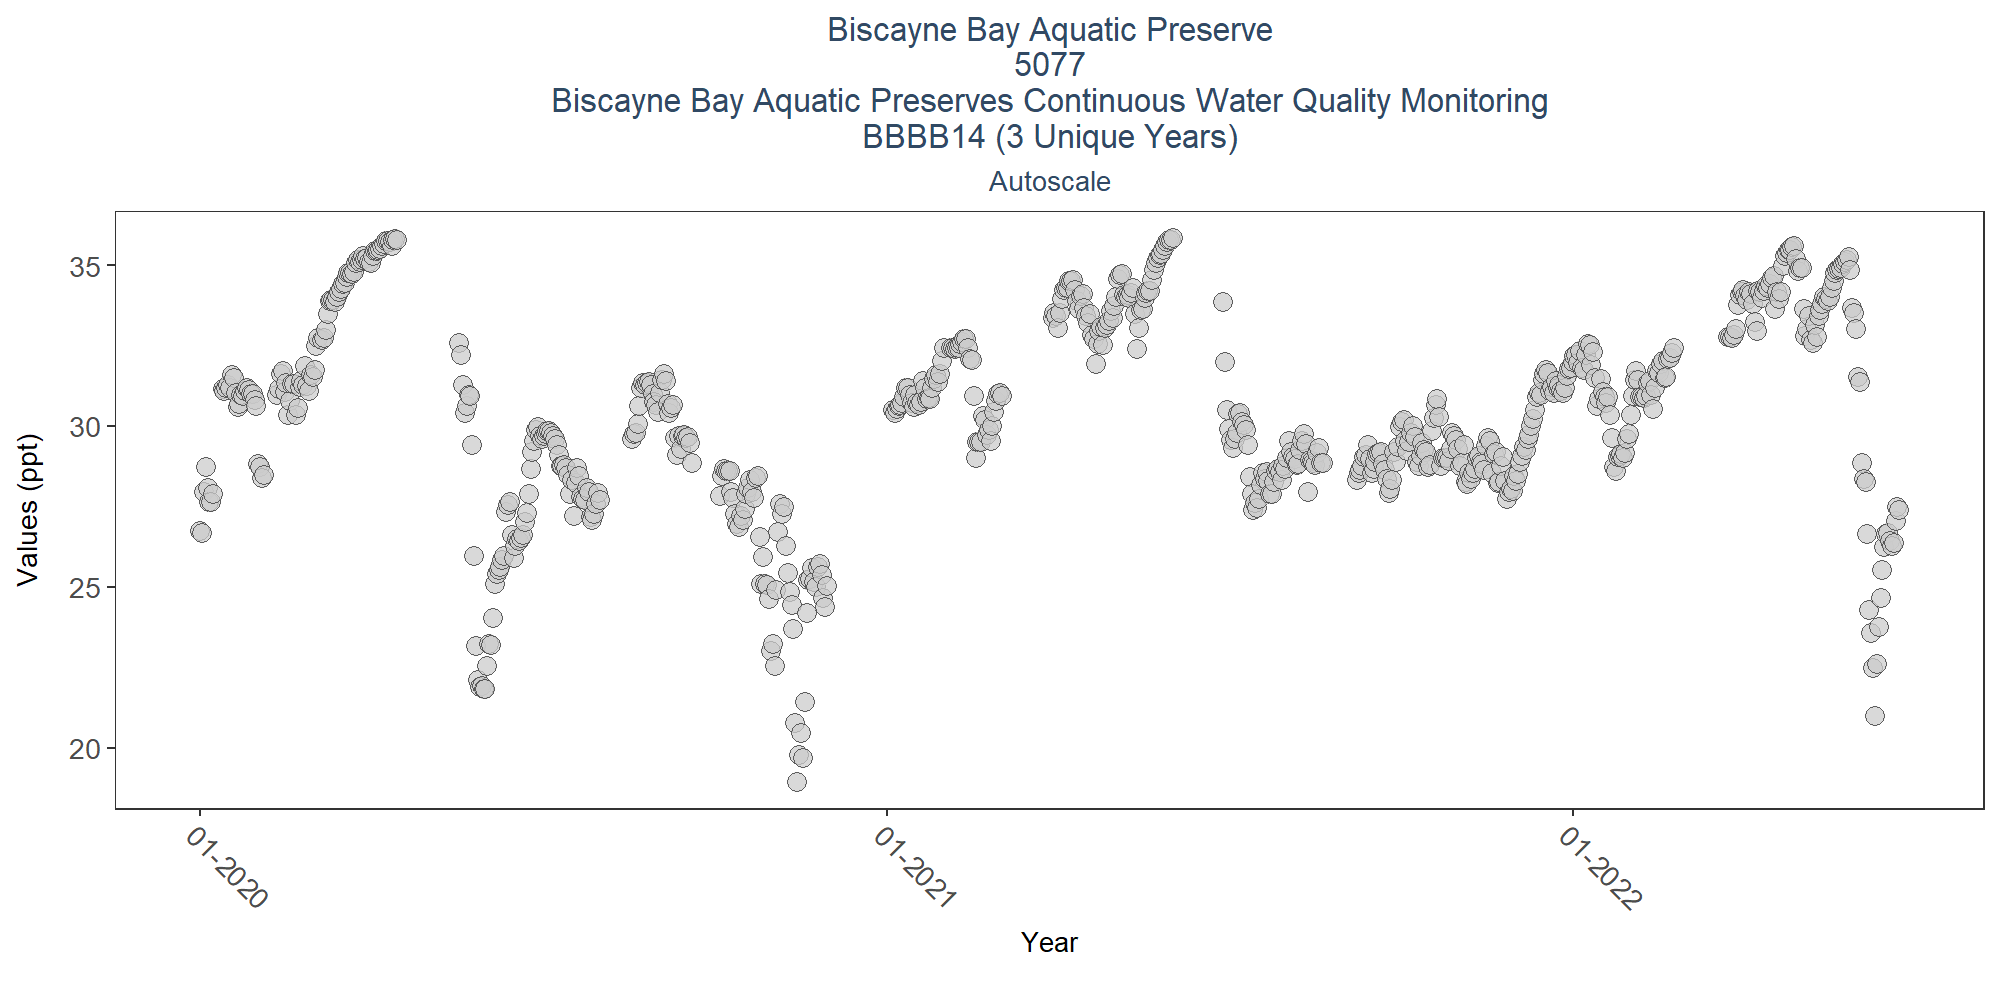 Biscayne Bay Aquatic Preserve
5077
Biscayne Bay Aquatic Preserves Continuous Water Quality Monitoring
BBBB14 (3 Unique Years)
Autoscale
Values (ppt)
35
30
25
20
01-2020
01-2021
01-2022
Year